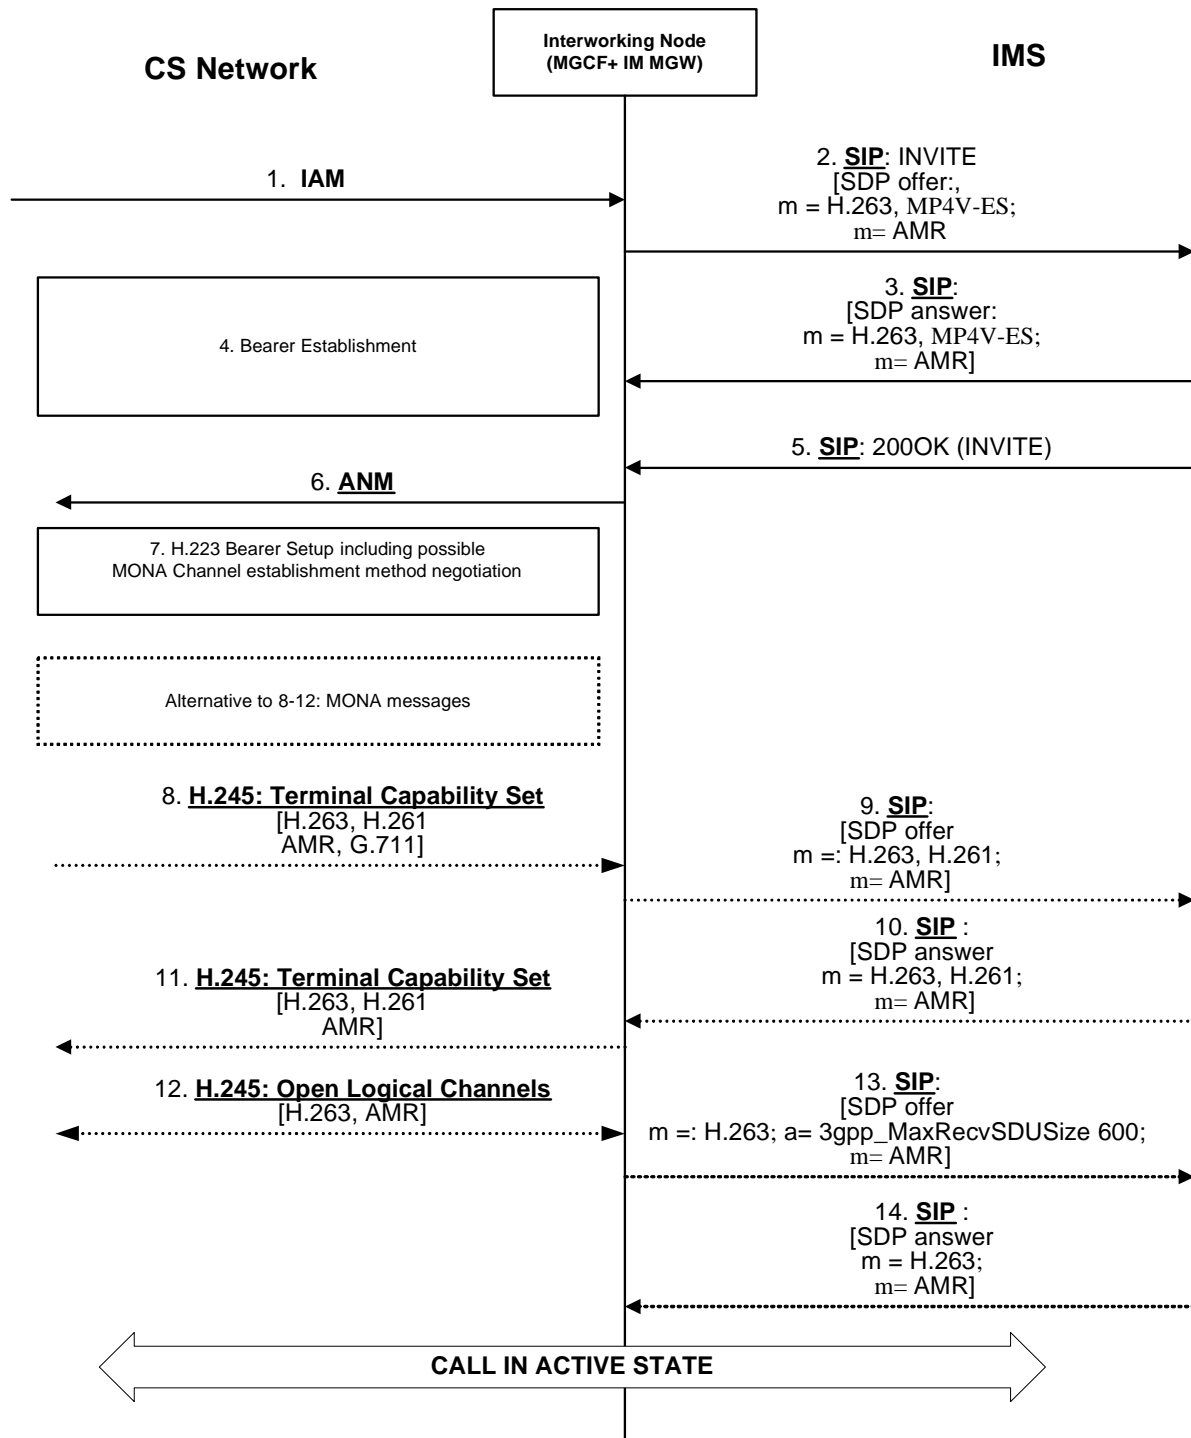 Interworking Node
(MGCF+ IM MGW)
CS Network
IMS
1. IAM
2. SIP: INVITE
[SDP offer:,
m = H.263, MP4V-ES;
m= AMR
3. SIP:
[SDP answer:
m = H.263, MP4V-ES;
m= AMR]
4. Bearer Establishment
5. SIP: 200OK (INVITE)
6. ANM
7. H.223 Bearer Setup including possible
MONA Channel establishment method negotiation
Alternative to 8-12: MONA messages
8. H.245: Terminal Capability Set
[H.263, H.261
AMR, G.711]
9. SIP:
[SDP offer
m =: H.263, H.261;
m= AMR]
10. SIP :
[SDP answer
m = H.263, H.261;
m= AMR]
11. H.245: Terminal Capability Set
[H.263, H.261
AMR]
12. H.245: Open Logical Channels
[H.263, AMR]
13. SIP:
[SDP offer
m =: H.263; a= 3gpp_MaxRecvSDUSize 600;
m= AMR]
14. SIP :
[SDP answer
m = H.263;
m= AMR]
CALL IN ACTIVE STATE